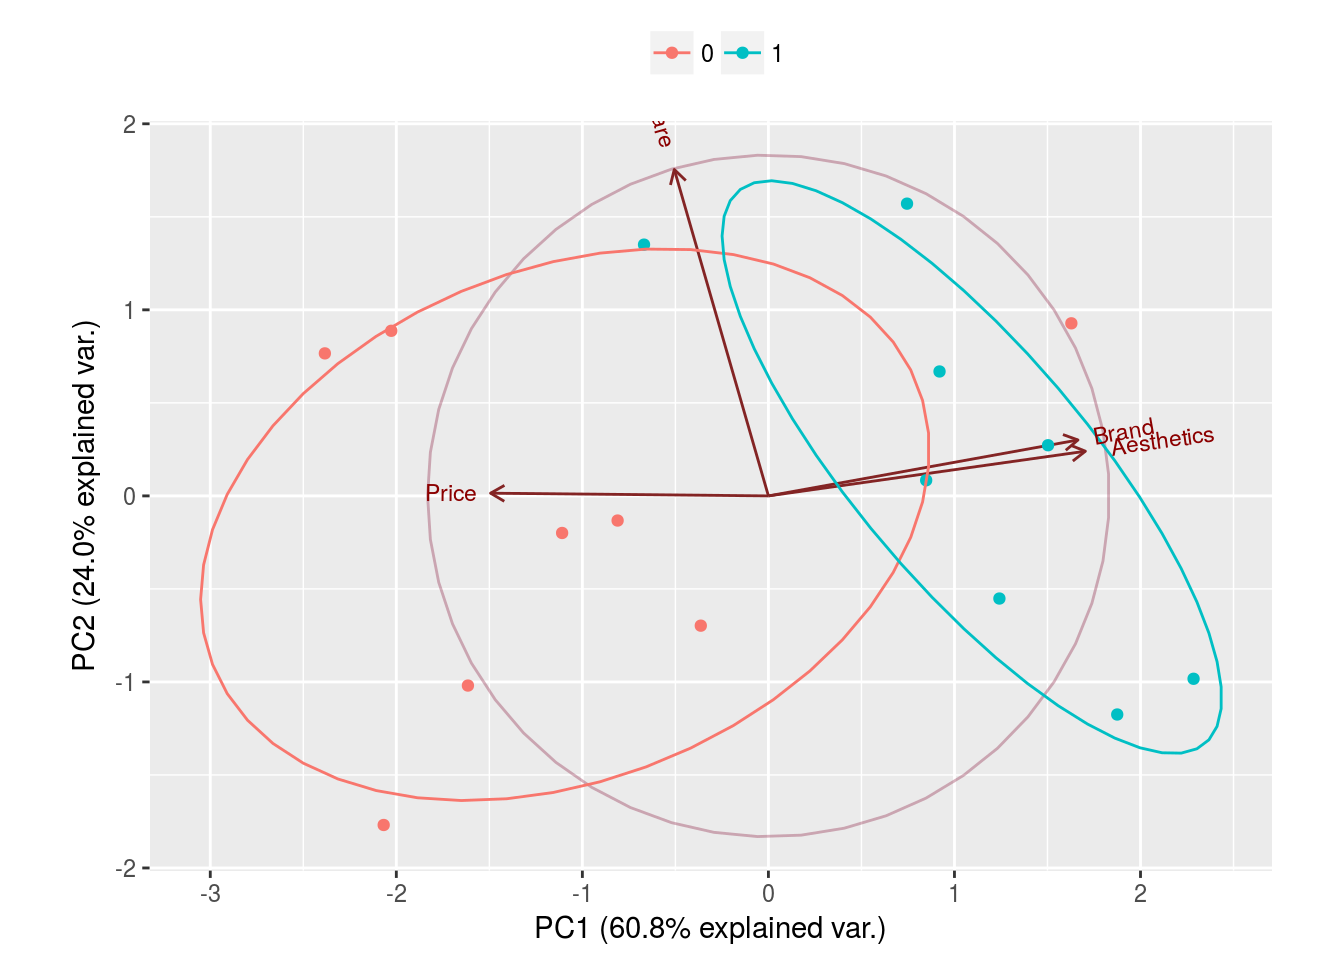 0 1
are
2
1
0
-1
-2
Brand
Aesthetics
Price
PC2 (24.0% explained var.)
-3 -2 -1 0 1 2
PC1 (60.8% explained var.)